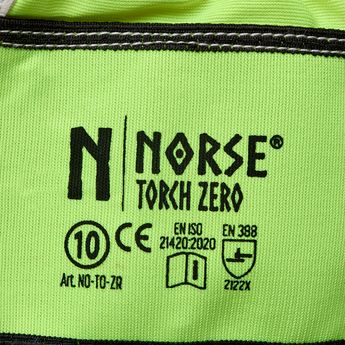 N NORSE®
TORCH ZERO
10 CE EN ISO
21420:2020 EN 388
Art. NO-TO-ZR 2122X